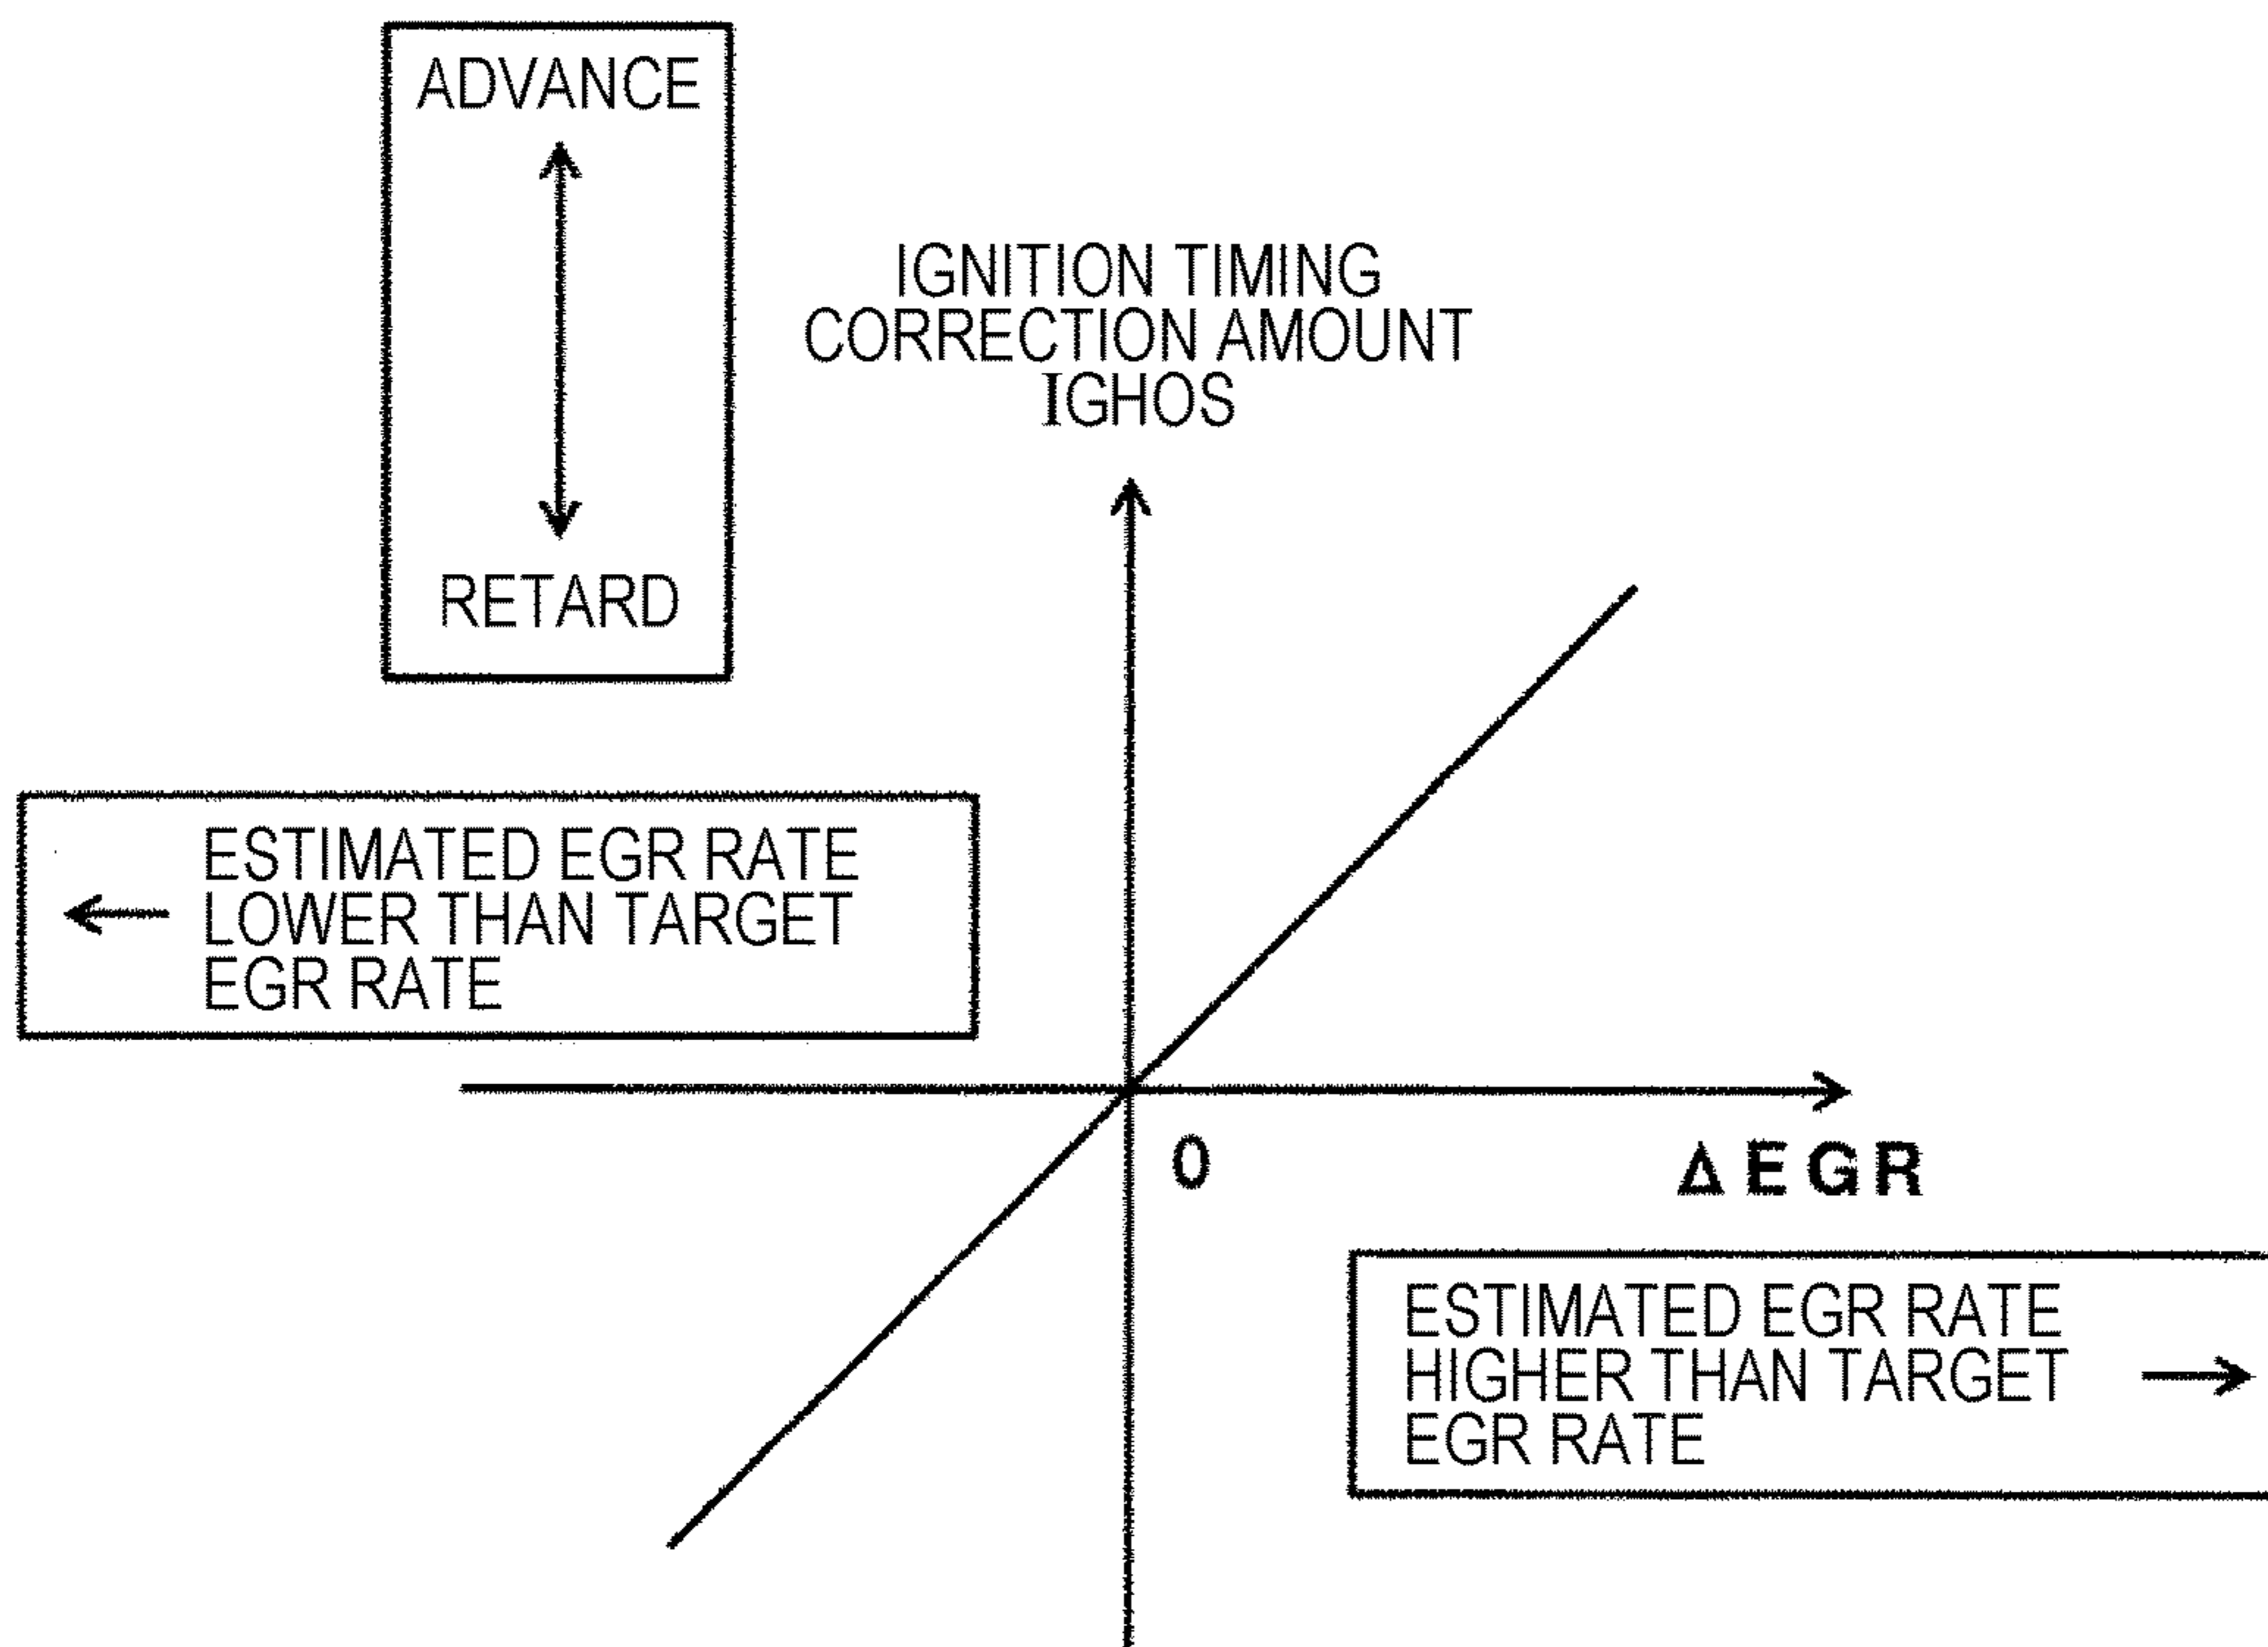 ADVANCE
RETARD
IGNITION TIMING
CORRECTION AMOUNT
IGHOS
ESTIMATED EGR RATE
LOWER THAN TARGET
EGR RATE
0
ΔEGR
ESTIMATED EGR RATE
HIGHER THAN TARGET
EGR RATE